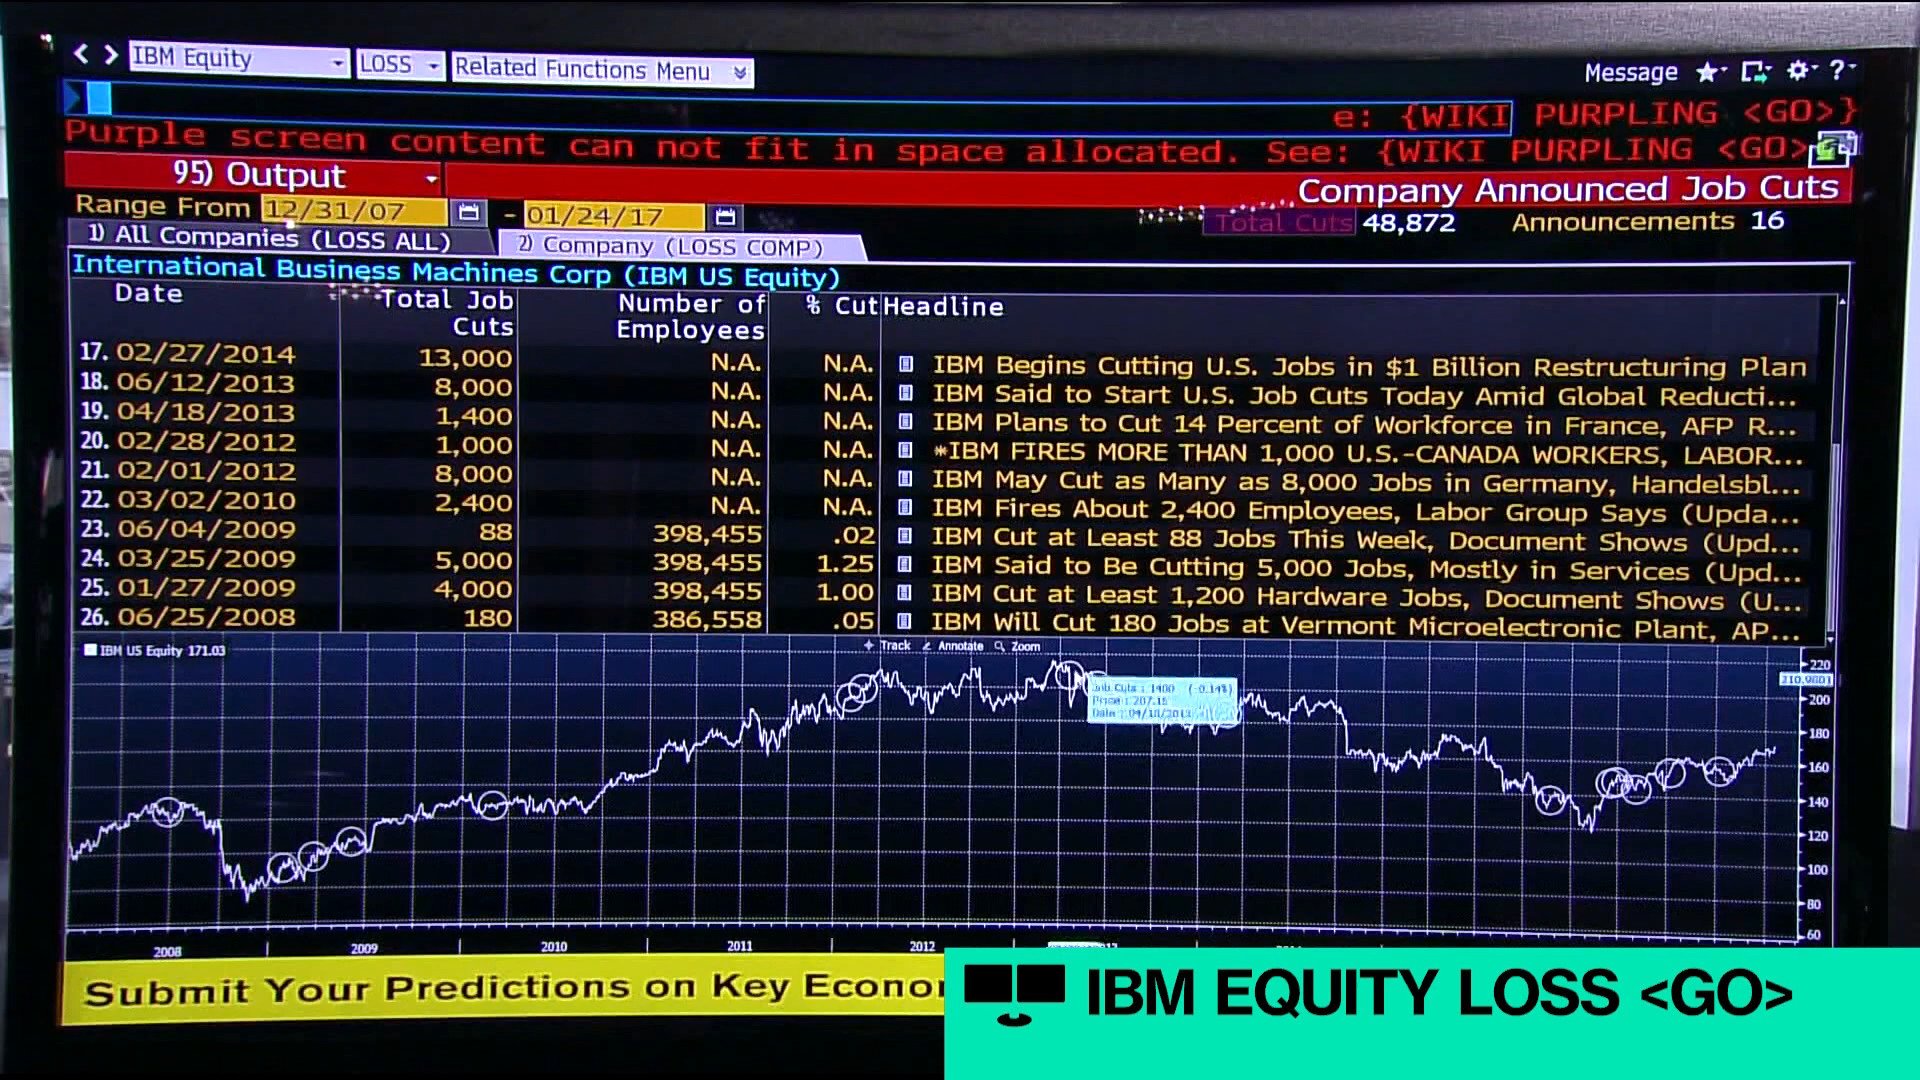 IBM Equity LOSS Related Functions Menu Message ?
e: {WIKI PURPLING <GO>}
Purple screen content can not fit in space allocated. See: {WIKI PURPLING <GO>
95) Output
Company Announced Job Cuts
Range From 12/31/07 - 01/24/17 Total Cuts 48,872 Announcements 16
1) All Companies (LOSS ALL) 2) Company (LOSS COMP)
International Business Machines Corp (IBM US Equity)
Date Total Job Number of % Cut Headline
Cuts Employees
17. 02/27/2014 13,000 N.A. N.A. IBM Begins Cutting U.S. Jobs in $1 Billion Restructuring Plan
18. 06/12/2013 8,000 N.A. N.A. IBM Said to Start U.S. Job Cuts Today Amid Global Reducti...
19. 04/18/2013 1,400 N.A. N.A. IBM Plans to Cut 14 Percent of Workforce in France, AFP R...
20. 02/28/2012 1,000 N.A. N.A. *IBM FIRES MORE THAN 1,000 U.S.-CANADA WORKERS, LABOR...
21. 02/01/2012 8,000 N.A. N.A. IBM May Cut as Many as 8,000 Jobs in Germany, Handelsbl...
22. 03/02/2010 2,400 N.A. N.A. IBM Fires About 2,400 Employees, Labor Group Says (Upda...
23. 06/04/2009 88 398,455 .02 IBM Cut at Least 88 Jobs This Week, Document Shows (Upd...
24. 03/25/2009 5,000 398,455 1.25 IBM Said to Be Cutting 5,000 Jobs, Mostly in Services (Upd...
25. 01/27/2009 4,000 398,455 1.00 IBM Cut at Least 1,200 Hardware Jobs, Document Shows (U...
26. 06/25/2008 180 386,558 .05 IBM Will Cut 180 Jobs at Vermont Microelectronic Plant, AP...
IBM US Equity 171.03 Track Annotate Zoom
220
210.9801
Job Cuts : 1400 (-0.14%)
Price : 207.15
Date : 04/18/2013
200
180
160
140
120
100
80
60
2008 2009 2010 2011 2012
Submit Your Predictions on Key Econo
IBM EQUITY LOSS <GO>